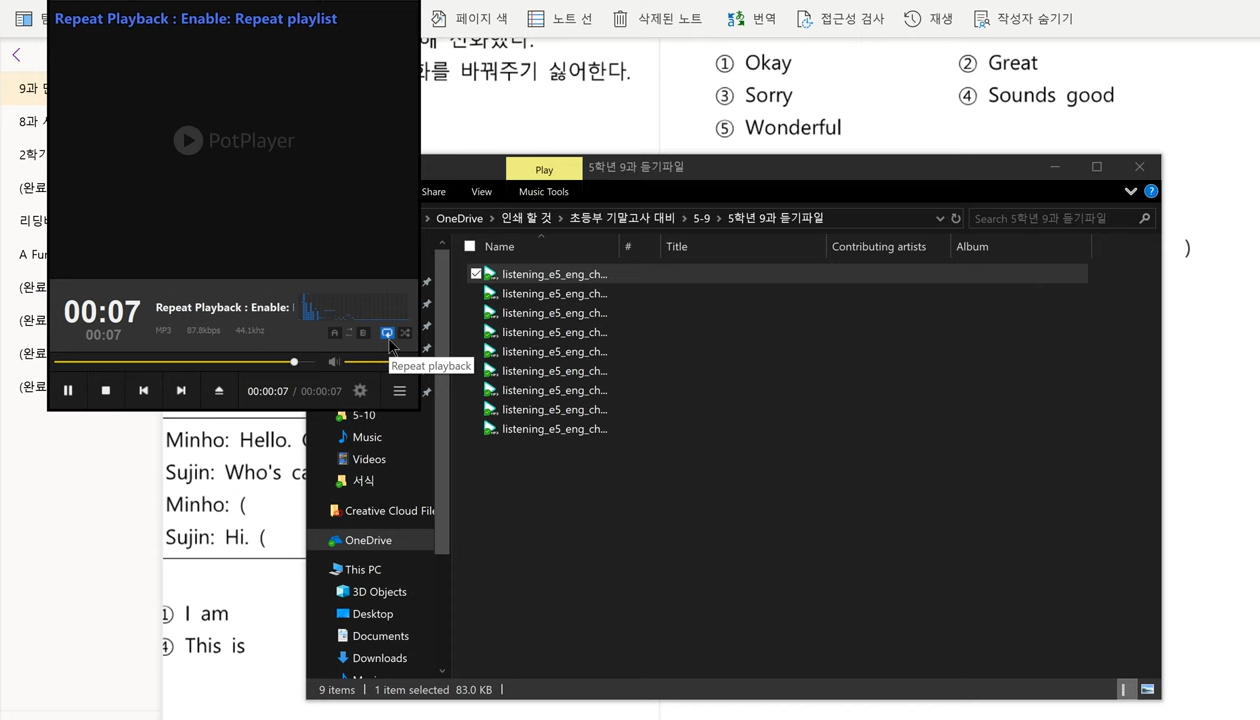 Repeat Playback : Enable: Repeat playlist
페이지 색
노트 선
삭제된 노트
번역
접근성 검사
재생
작성자 숨기기
화를 바꿔주기 싫어한다.
① Okay ② Great
③ Sorry ④ Sounds good
⑤ Wonderful
)
9과
8과
2학기
(완료
리딩
A Fur
(완료
(완료
(완료
(완료
PotPlayer
00:07
00:07
Repeat Playback : Enable:
MP3 87.8kbps 44.1khz
A B
Repeat playback
00:00:07 / 00:00:07
Play
5학년 9과 듣기파일
Share View Music Tools
OneDrive > 인쇄 할 것 > 초등부 기말고사 대비 > 5-9 > 5학년 9과 듣기파일
Search 5학년 9과 듣기파일
Name # Title Contributing artists Album
listening_e5_eng_ch...
listening_e5_eng_ch...
listening_e5_eng_ch...
listening_e5_eng_ch...
listening_e5_eng_ch...
listening_e5_eng_ch...
listening_e5_eng_ch...
listening_e5_eng_ch...
listening_e5_eng_ch...
5-10
Music
Videos
서식
Creative Cloud File
OneDrive
This PC
3D Objects
Desktop
Documents
Downloads
9 items 1 item selected 83.0 KB
Minho: Hello.
Sujin: Who's ca
Minho: (
Sujin: Hi. (
① I am
④ This is